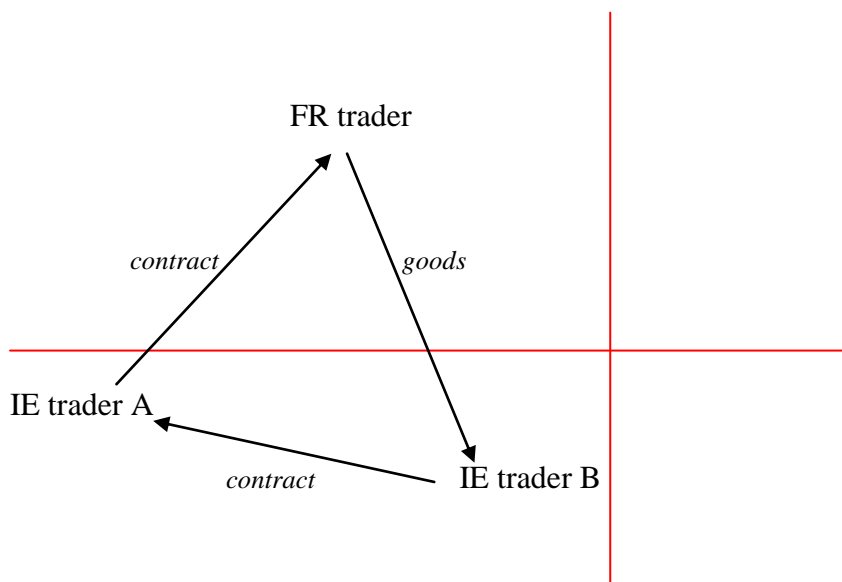 FR trader
contract
goods
IE trader A
IE trader B
contract